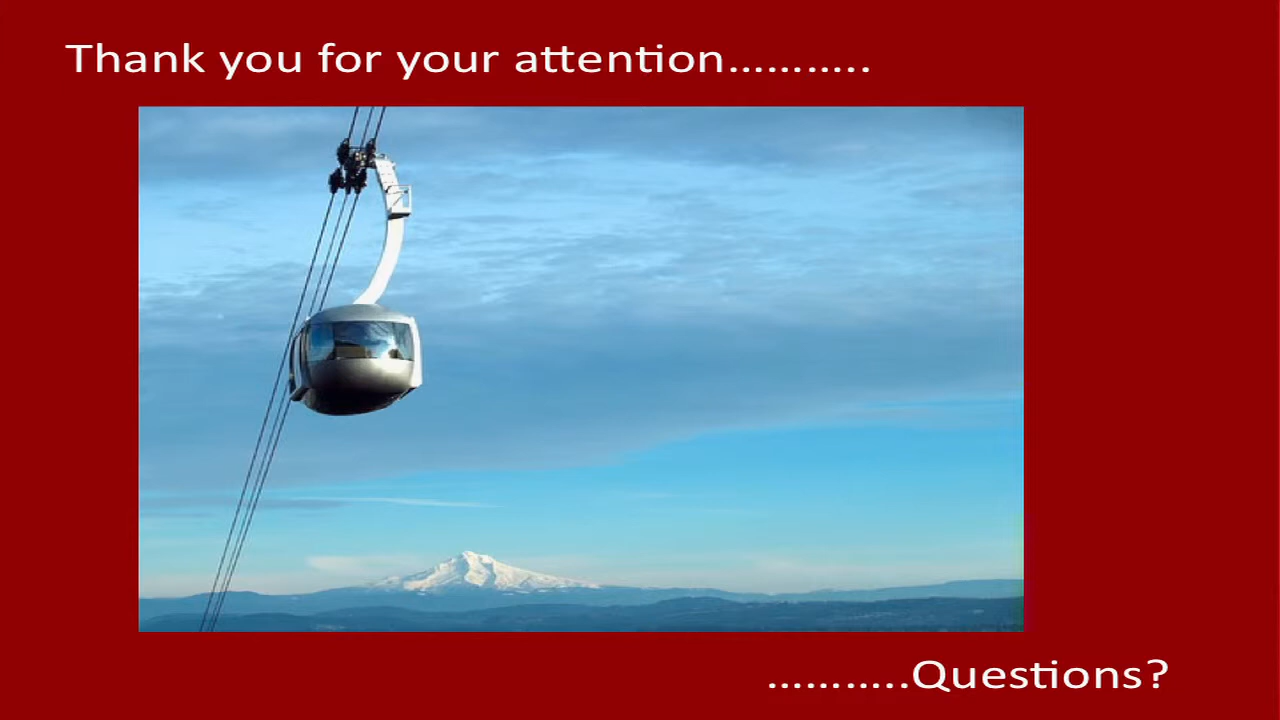 Thank you for your attention………..
………..Questions?